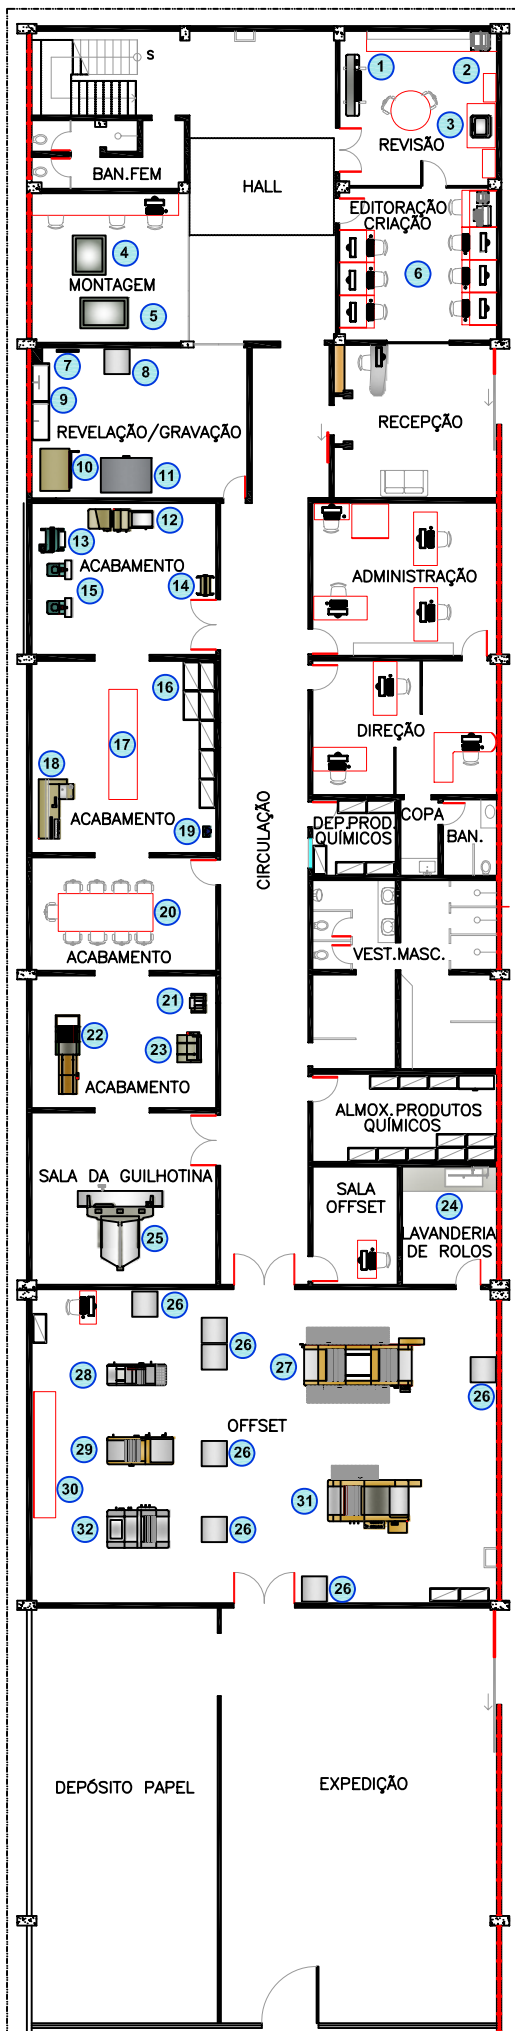 S
1
2
3
REVISÃO
BAN.FEM
HALL
EDITORAÇÃO
CRIAÇÃO
4
MONTAGEM
5
6
7
8
9
REVELAÇÃO/GRAVAÇÃO
RECEPÇÃO
10
11
12
13
ACABAMENTO
14
15
ADMINISTRAÇÃO
16
17
18
ACABAMENTO
19
DIREÇÃO
CIRCULAÇÃO
DEP.PROD.
QUÍMICOS
COPA
BAN.
20
ACABAMENTO
VEST.MASC.
21
22
23
ACABAMENTO
ALMOX.PRODUTOS
QUÍMICOS
SALA DA GUILHOTINA
25
SALA
OFFSET
24
LAVANDERIA
DE ROLOS
26
26
27
26
28
OFFSET
29
26
30
31
32
26
26
DEPÓSITO PAPEL
EXPEDIÇÃO